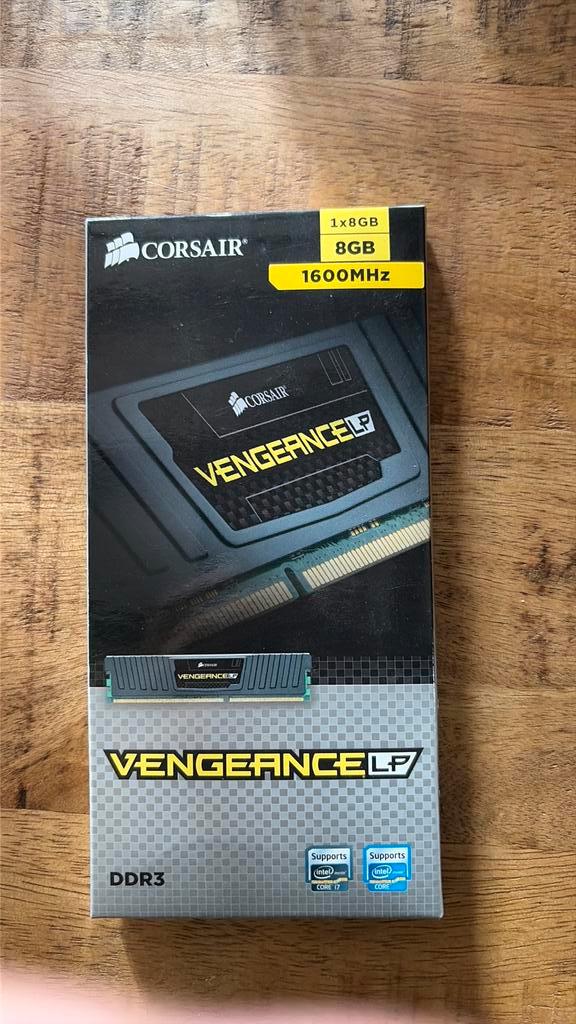 CORSAIR®
1x8GB
8GB
1600MHz
CORSAIR
VENGEANCE LP
CORSAIR
VENGEANCE LP
VENGEANCE LP
DDR3
Supports
intel
CORE i7
Supports
intel
CORE